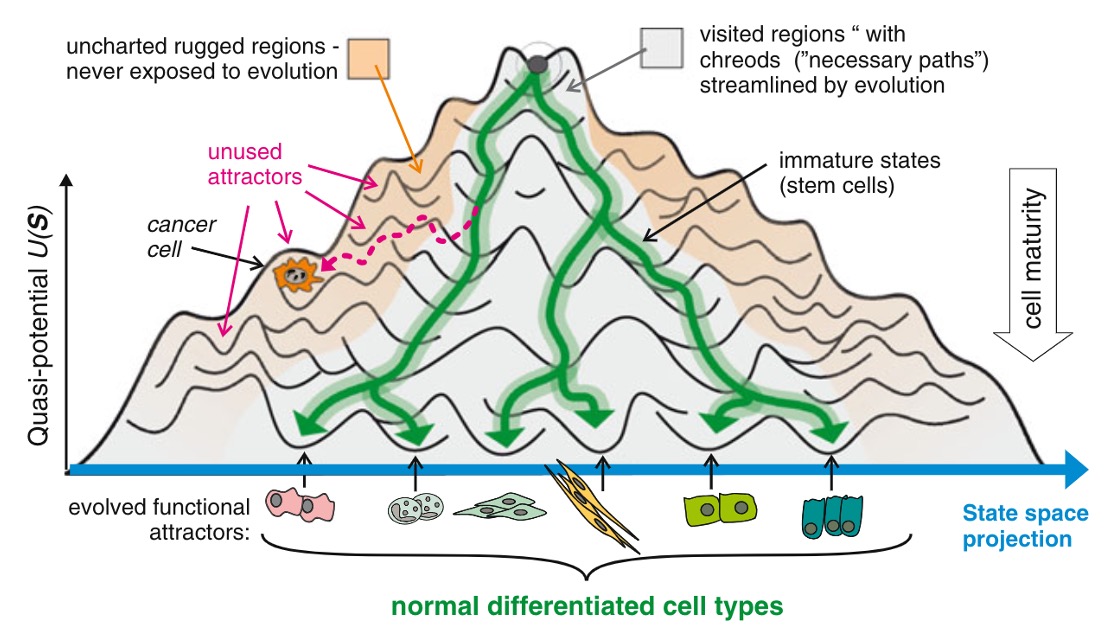 uncharted rugged regions -
never exposed to evolution
visited regions “ with
chreods (”necessary paths”)
streamlined by evolution
unused
attractors
immature states
(stem cells)
cancer
cell
cell maturity
Quasi-potential U(S)
evolved functional
attractors:
State space
projection
normal differentiated cell types